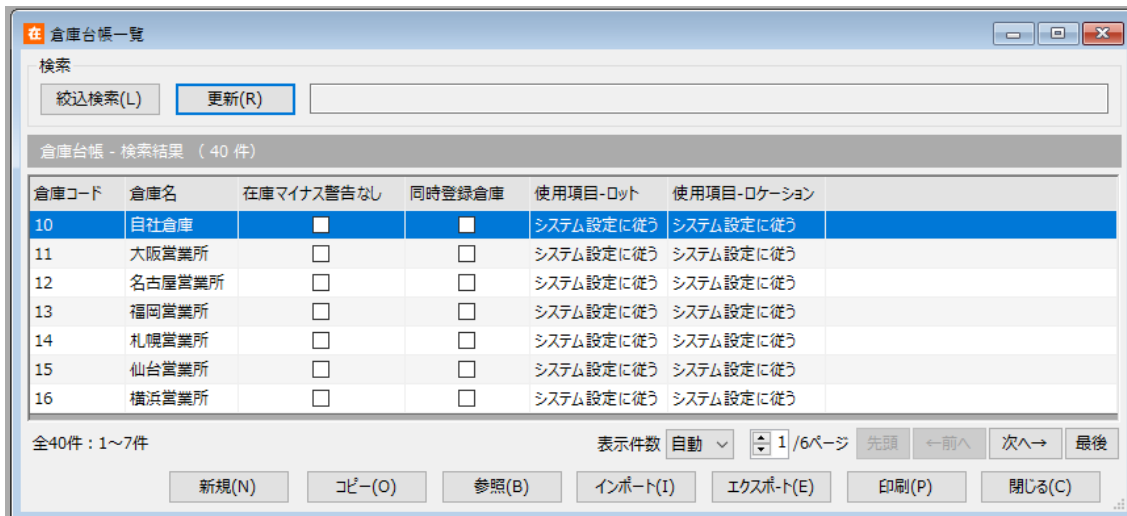 在 倉庫台帳一覧
検索
絞込検索(L) 更新(R)
倉庫台帳 - 検索結果 （ 40 件）
倉庫コード 倉庫名 在庫マイナス警告なし 同時登録倉庫 使用項目-ロット 使用項目-ロケーション
10 自社倉庫 システム設定に従う システム設定に従う
11 大阪営業所 システム設定に従う システム設定に従う
12 名古屋営業所 システム設定に従う システム設定に従う
13 福岡営業所 システム設定に従う システム設定に従う
14 札幌営業所 システム設定に従う システム設定に従う
15 仙台営業所 システム設定に従う システム設定に従う
16 横浜営業所 システム設定に従う システム設定に従う
全40件：1～7件 表示件数 自動 1 /6ページ 先頭 ←前へ 次へ→ 最後
新規(N) コピー(O) 参照(B) インポート(I) エクスポート(E) 印刷(P) 閉じる(C)